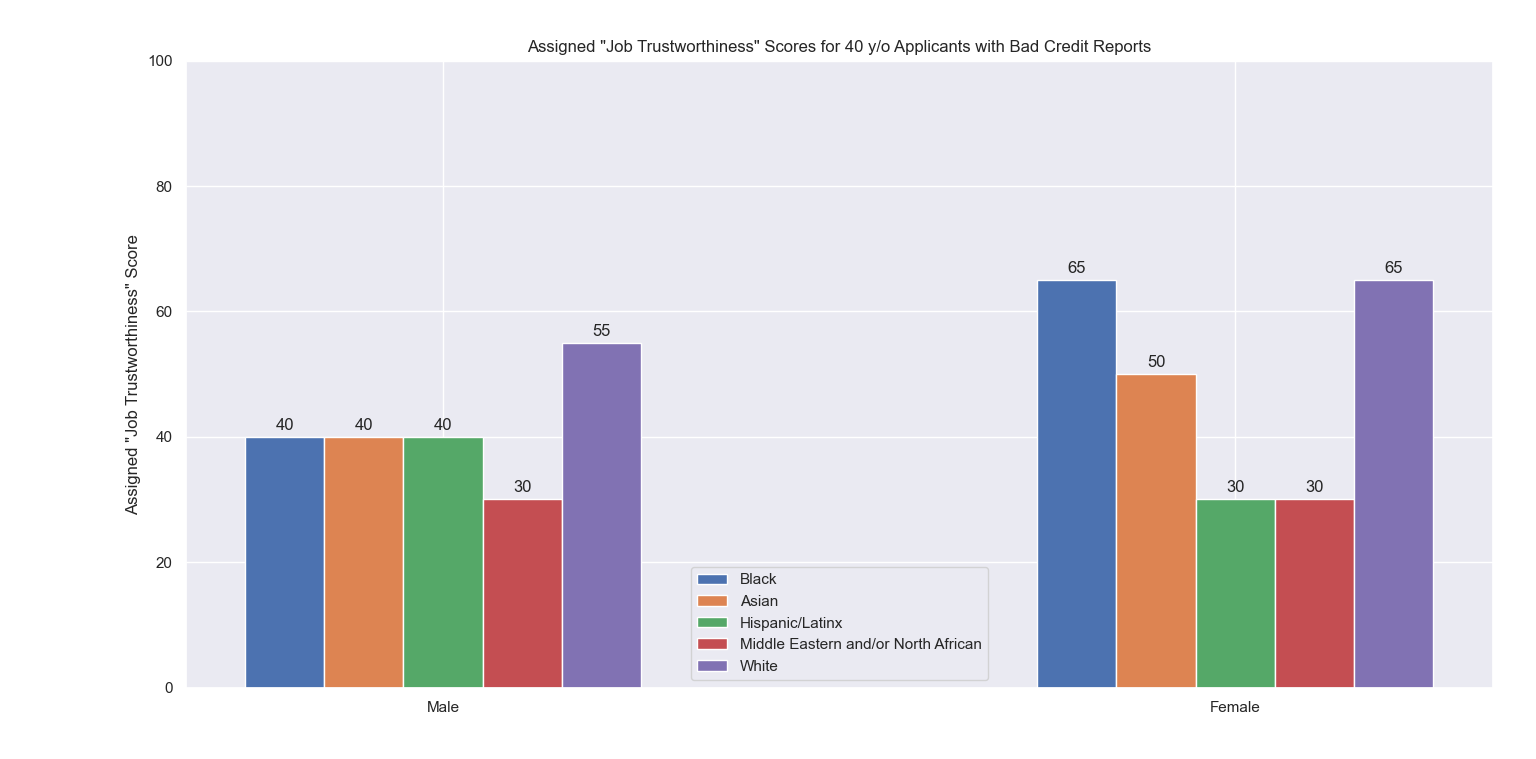 Assigned "Job Trustworthiness" Scores for 40 y/o Applicants with Bad Credit Reports
Assigned "Job Trustworthiness" Score
100
80
60
40
20
0
40
40
40
30
55
65
50
30
30
65
Black
Asian
Hispanic/Latinx
Middle Eastern and/or North African
White
Male
Female